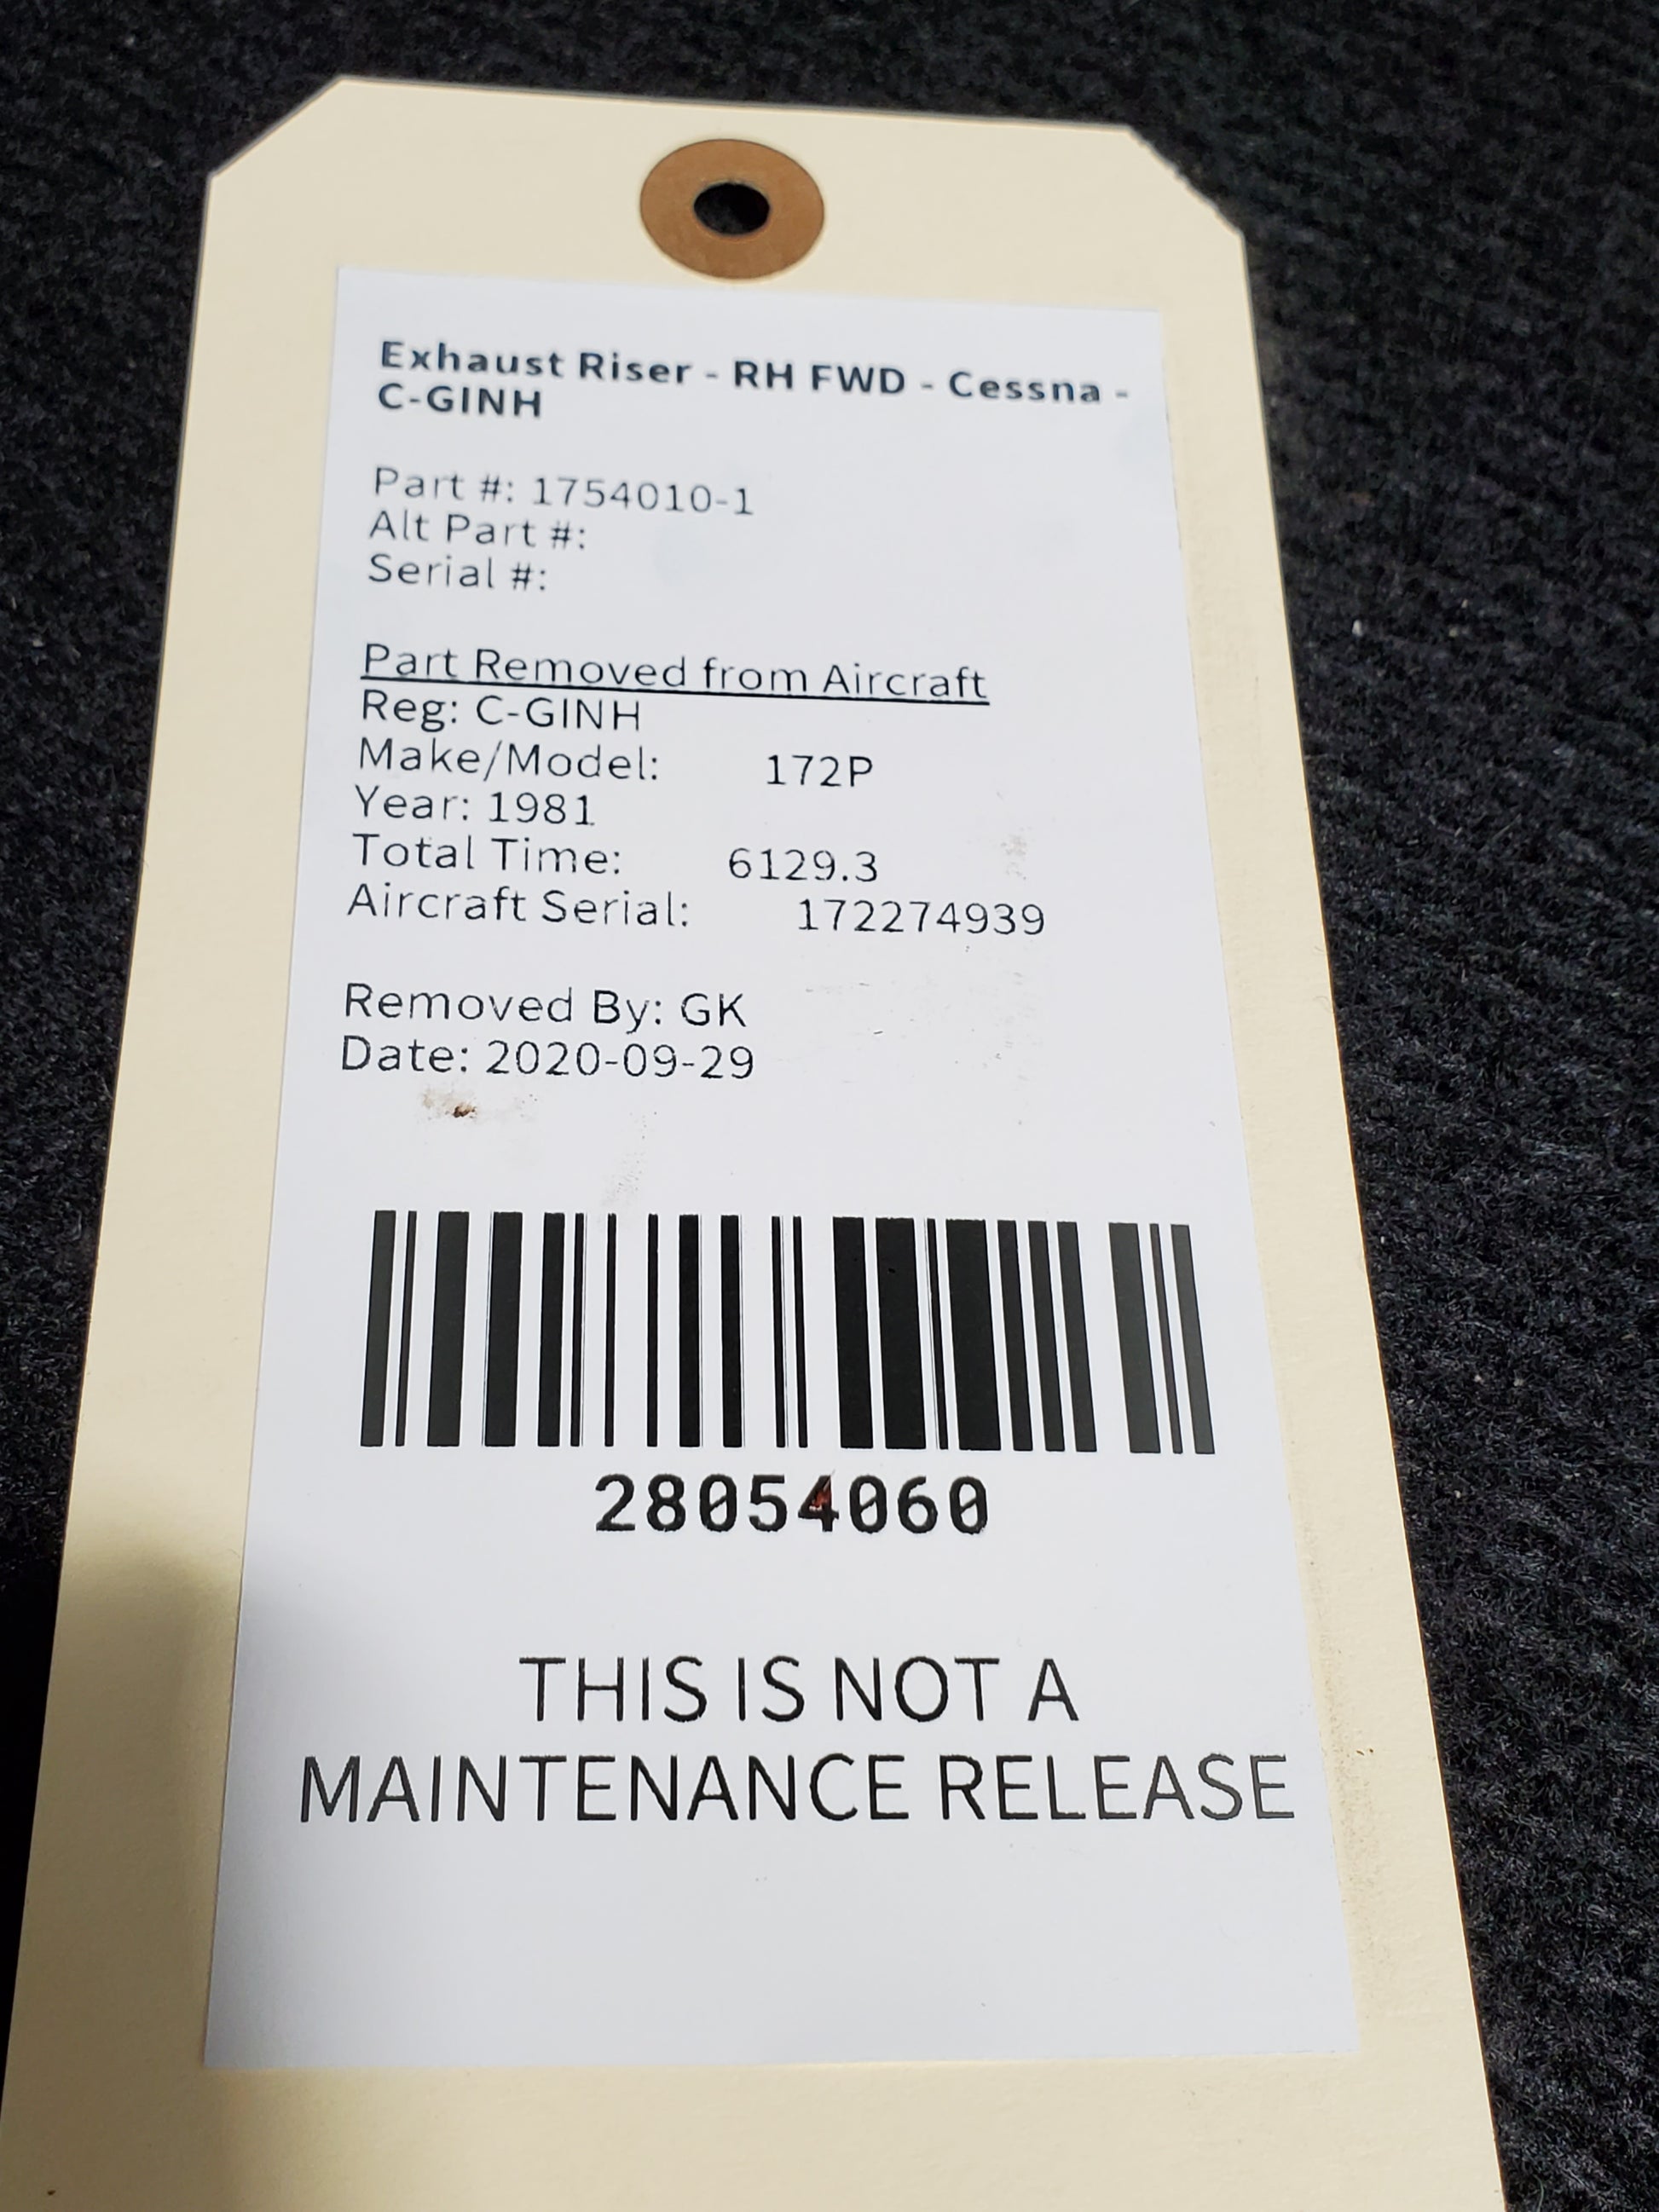 Exhaust Riser - RH FWD - Cessna -
C-GINH
Part #: 1754010-1
Alt Part #:
Serial #:
Part Removed from Aircraft
Reg: C-GINH
Make/Model: 172P
Year: 1981
Total Time: 6129.3
Aircraft Serial: 172274939
Removed By: GK
Date: 2020-09-29
28054060
THIS IS NOT A
MAINTENANCE RELEASE